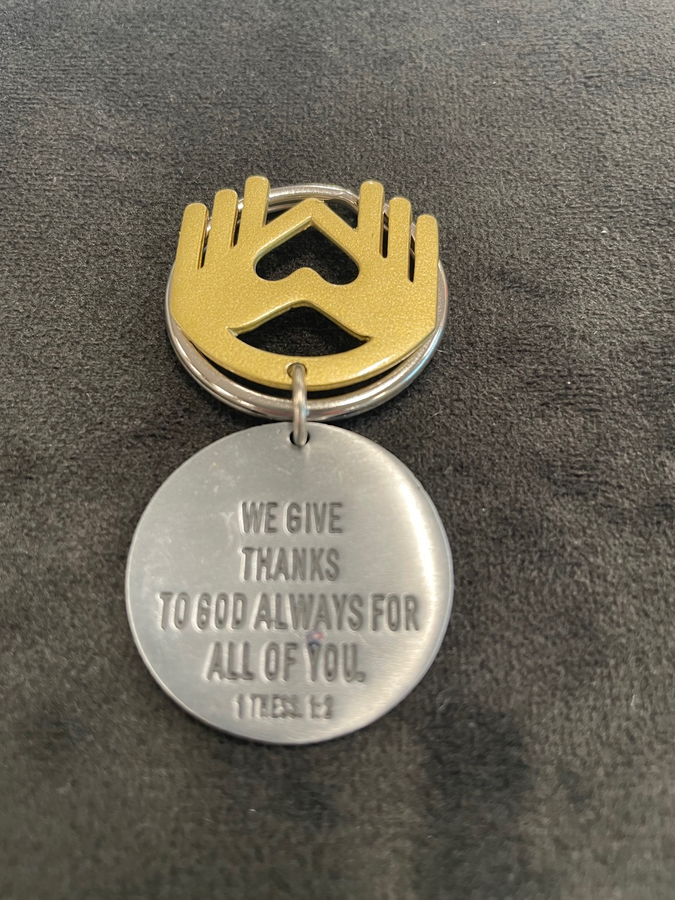 WE GIVE
THANKS
TO GOD ALWAYS FOR
ALL OF YOU.
1 THESS. 1:2